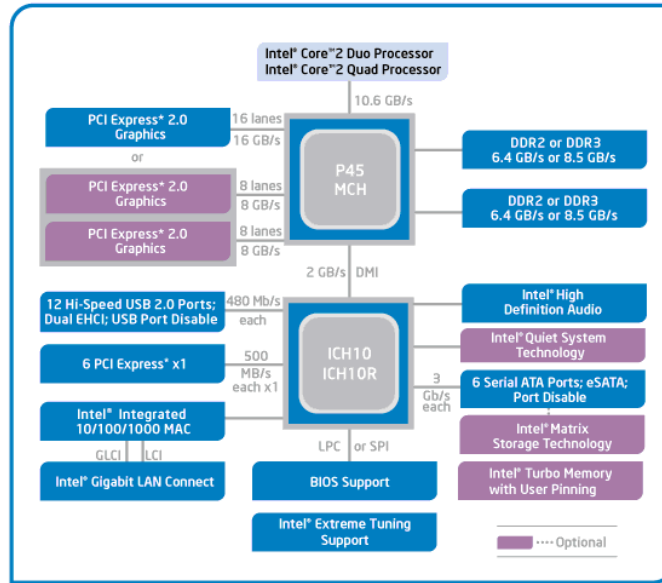 Intel® Core™2 Duo Processor
Intel® Core™2 Quad Processor
10.6 GB/s
PCI Express* 2.0
Graphics
16 lanes
16 GB/s
or
PCI Express* 2.0
Graphics
8 lanes
8 GB/s
PCI Express* 2.0
Graphics
8 lanes
8 GB/s
P45
MCH
DDR2 or DDR3
6.4 GB/s or 8.5 GB/s
DDR2 or DDR3
6.4 GB/s or 8.5 GB/s
2 GB/s DMI
12 Hi-Speed USB 2.0 Ports;
Dual EHCI; USB Port Disable
480 Mb/s
each
6 PCI Express* x1
500
MB/s
each x1
Intel® Integrated
10/100/1000 MAC
GLCI LCI
Intel® Gigabit LAN Connect
ICH10
ICH10R
Intel® High
Definition Audio
Intel® Quiet System
Technology
3
Gb/s
each
6 Serial ATA Ports; eSATA;
Port Disable
Intel® Matrix
Storage Technology
Intel® Turbo Memory
with User Pinning
LPC or SPI
BIOS Support
Intel® Extreme Tuning
Support
Optional